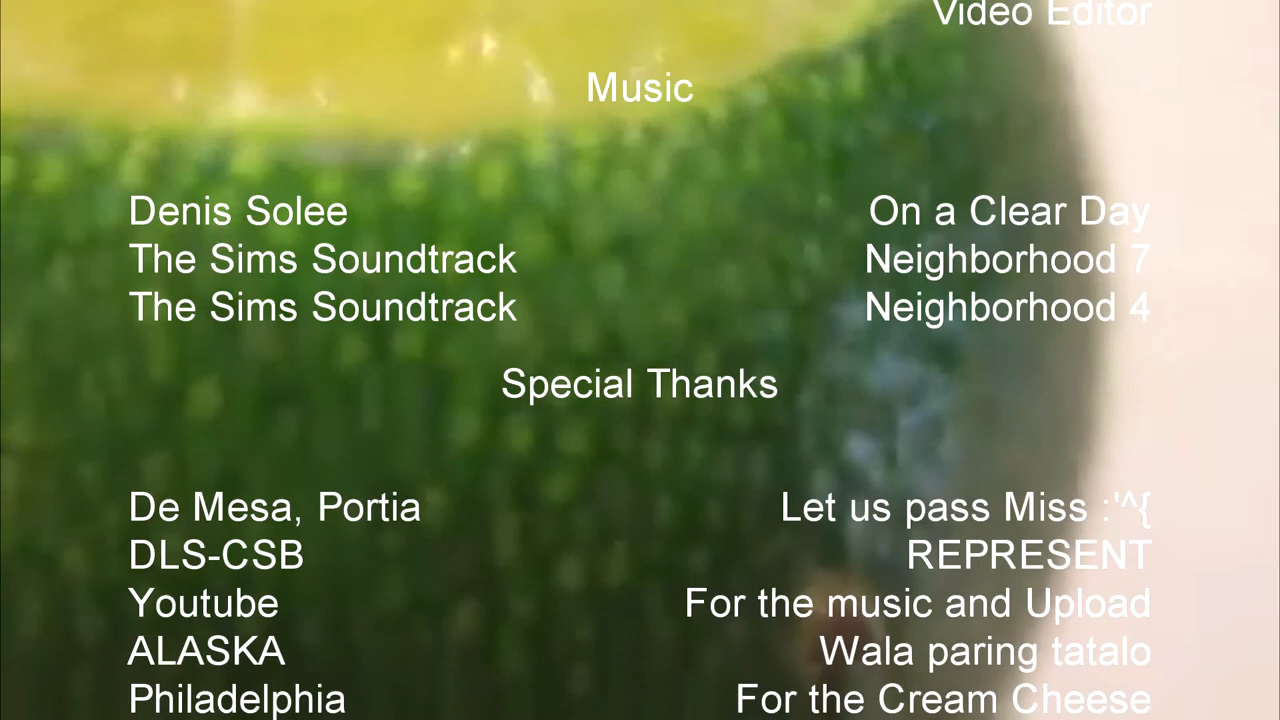 Video Editor
Music
Denis Solee On a Clear Day
The Sims Soundtrack Neighborhood 7
The Sims Soundtrack Neighborhood 4
Special Thanks
De Mesa, Portia Let us pass Miss :'^{
DLS-CSB REPRESENT
Youtube For the music and Upload
ALASKA Wala paring tatalo
Philadelphia For the Cream Cheese